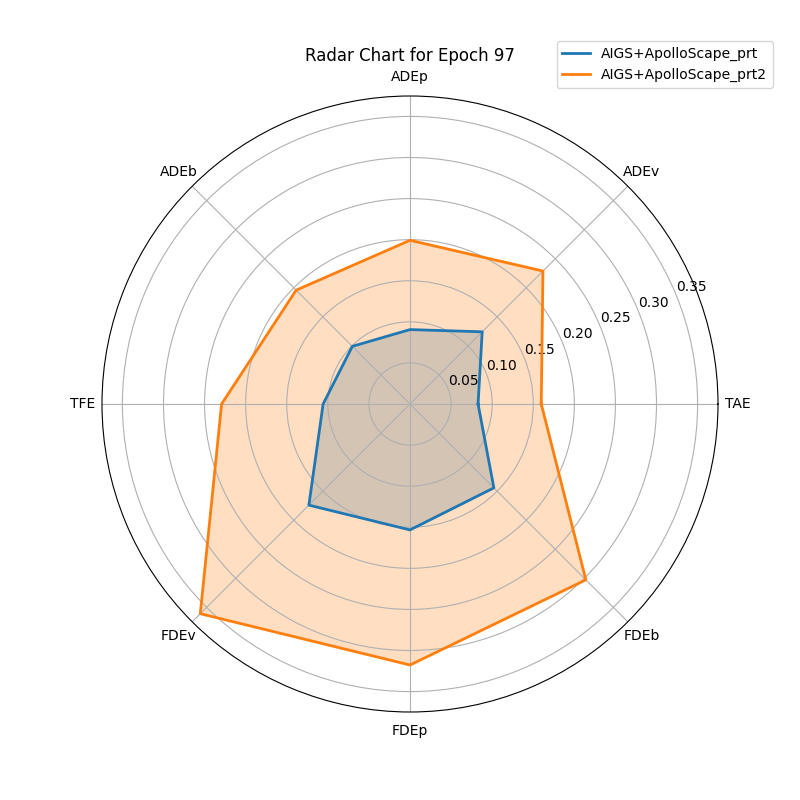 Radar Chart for Epoch 97
AIGS+ApolloScape_prt
AIGS+ApolloScape_prt2
ADEp
ADEb
ADEv
0.35
0.30
0.25
0.20
0.15
0.10
0.05
TFE
TAE
FDEv
FDEb
FDEp